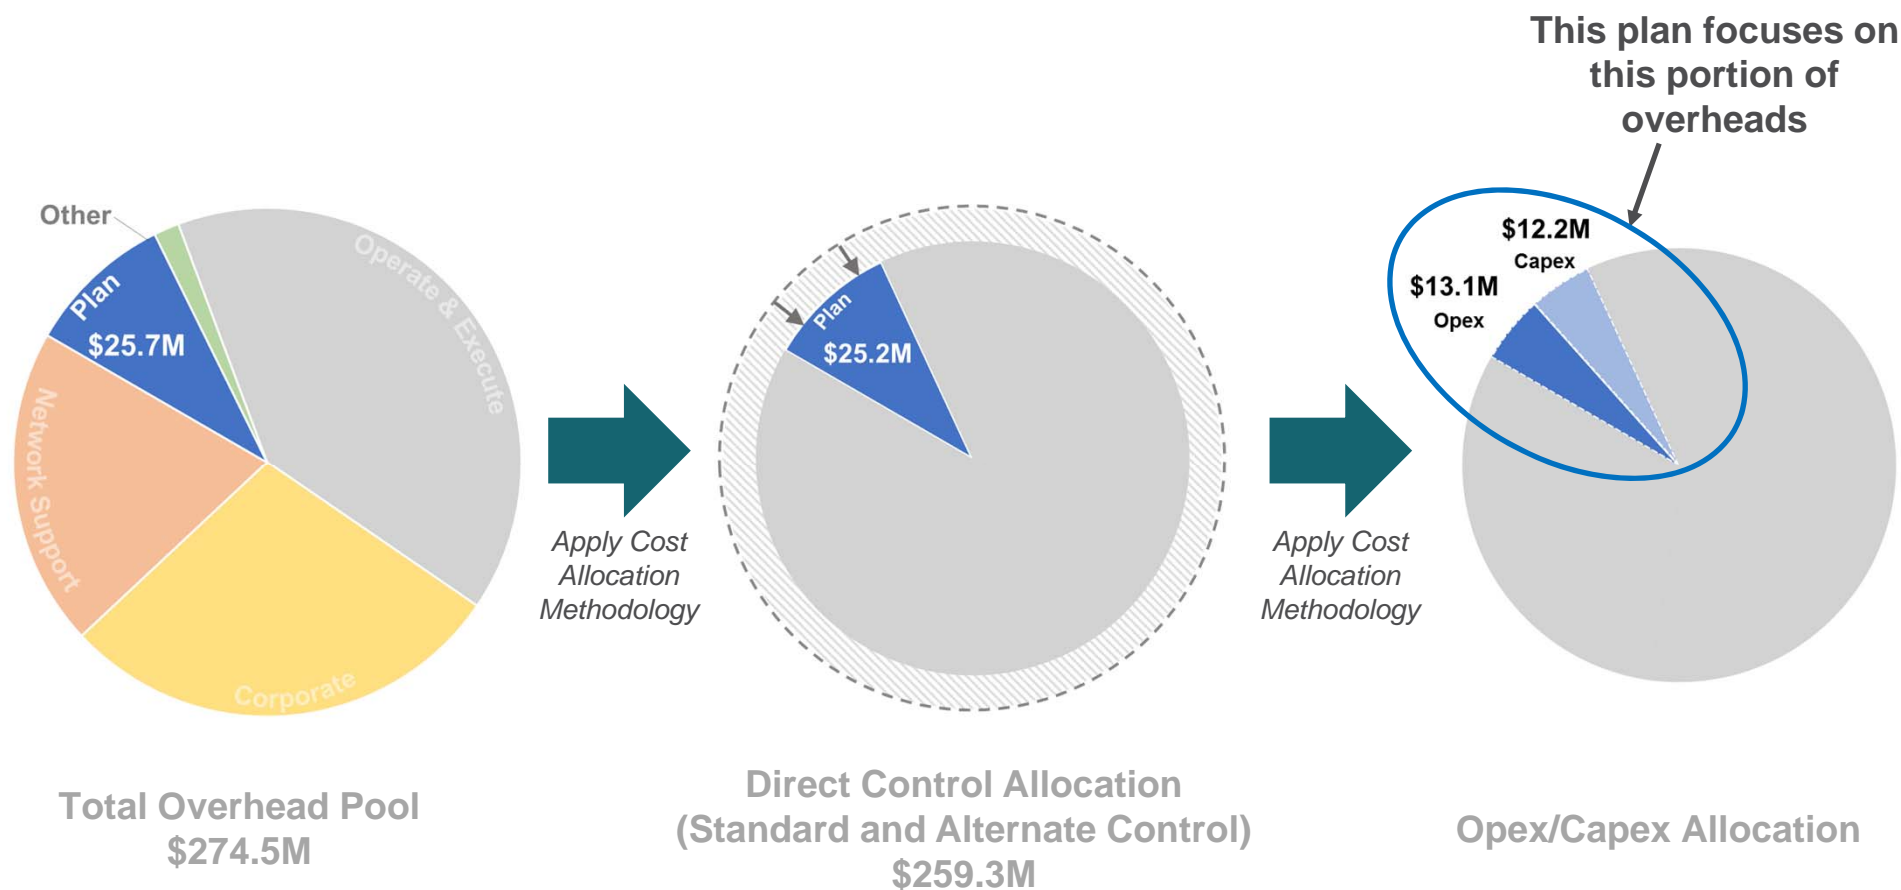 This plan focuses on
this portion of
overheads
Other
Plan
$25.7M
Operate & Execute
Network Support
Corporate
Apply Cost
Allocation
Methodology
Plan
$25.2M
Apply Cost
Allocation
Methodology
$12.2M
Capex
$13.1M
Opex
Total Overhead Pool
$274.5M
Direct Control Allocation
(Standard and Alternate Control)
$259.3M
Opex/Capex Allocation